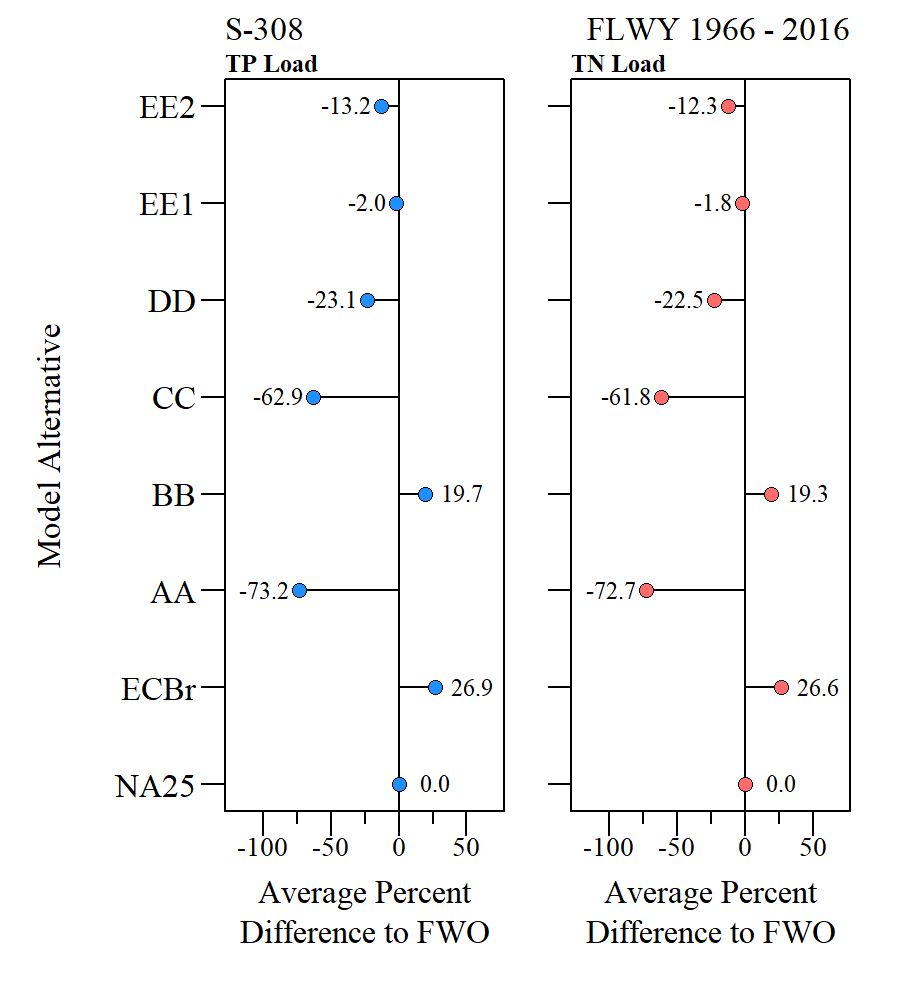 S-308
FLWY 1966 - 2016
TP Load
TN Load
EE2
-13.2
-12.3
EE1
-2.0
-1.8
DD
-23.1
-22.5
CC
-62.9
-61.8
BB
19.7
19.3
AA
-73.2
-72.7
ECBr
26.9
26.6
NA25
0.0
0.0
Model Alternative
-100 -50 0 50
-100 -50 0 50
Average Percent
Difference to FWO
Average Percent
Difference to FWO